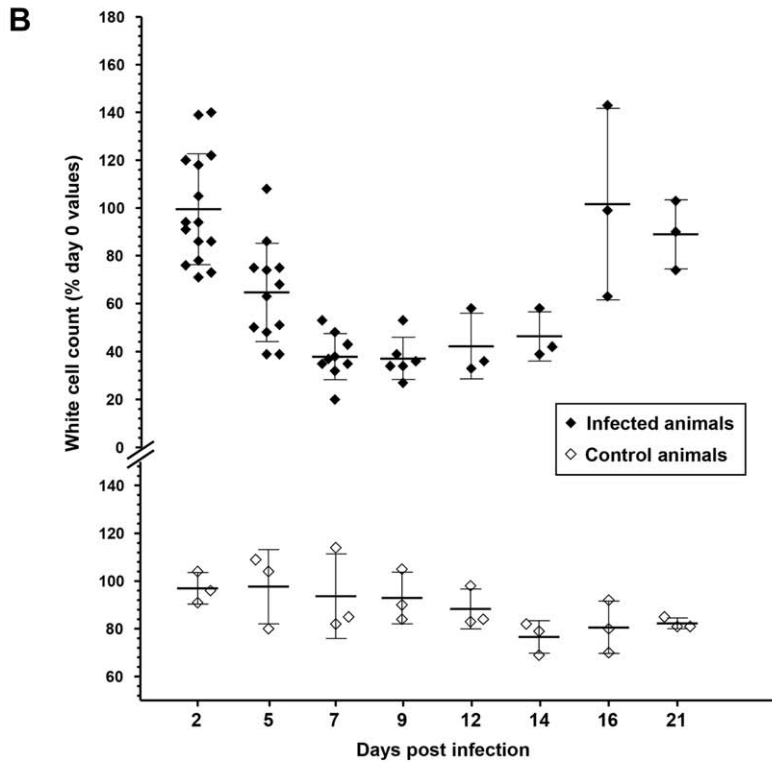 B
White cell count (% day 0 values)
180
160
140
120
100
80
60
40
20
0
140
120
100
80
60
Infected animals
Control animals
2 5 7 9 12 14 16 21
Days post infection